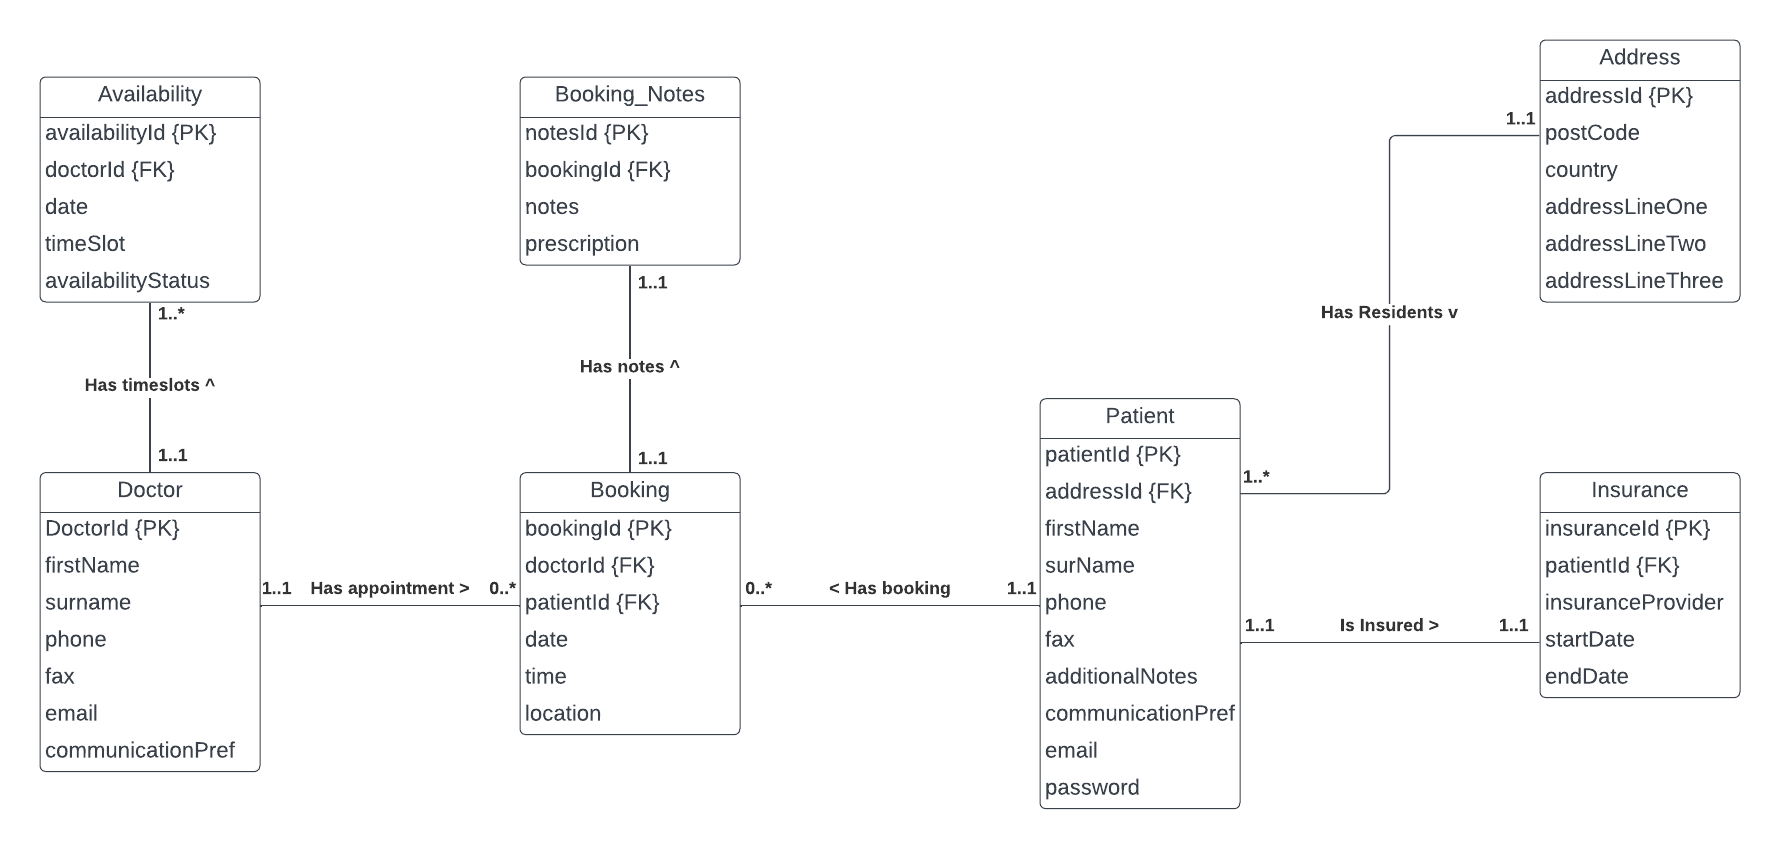 Availability
availabilityId {PK}
doctorId {FK}
date
timeSlot
availabilityStatus
1..*
Has timeslots ^
1..1
Doctor
DoctorId {PK}
firstName
surname
phone
fax
email
communicationPref
1..1 Has appointment > 0..*
Booking_Notes
notesId {PK}
bookingId {FK}
notes
prescription
1..1
Has notes ^
1..1
Booking
bookingId {PK}
doctorId {FK}
patientId {FK}
date
time
location
0..* < Has booking 1..1
Patient
patientId {PK}
addressId {FK}
firstName
surName
phone
fax
additionalNotes
communicationPref
email
password
1..*
Has Residents v
1..1
Address
addressId {PK}
postCode
country
addressLineOne
addressLineTwo
addressLineThree
1..1 Is Insured > 1..1
Insurance
insuranceId {PK}
patientId {FK}
insuranceProvider
startDate
endDate